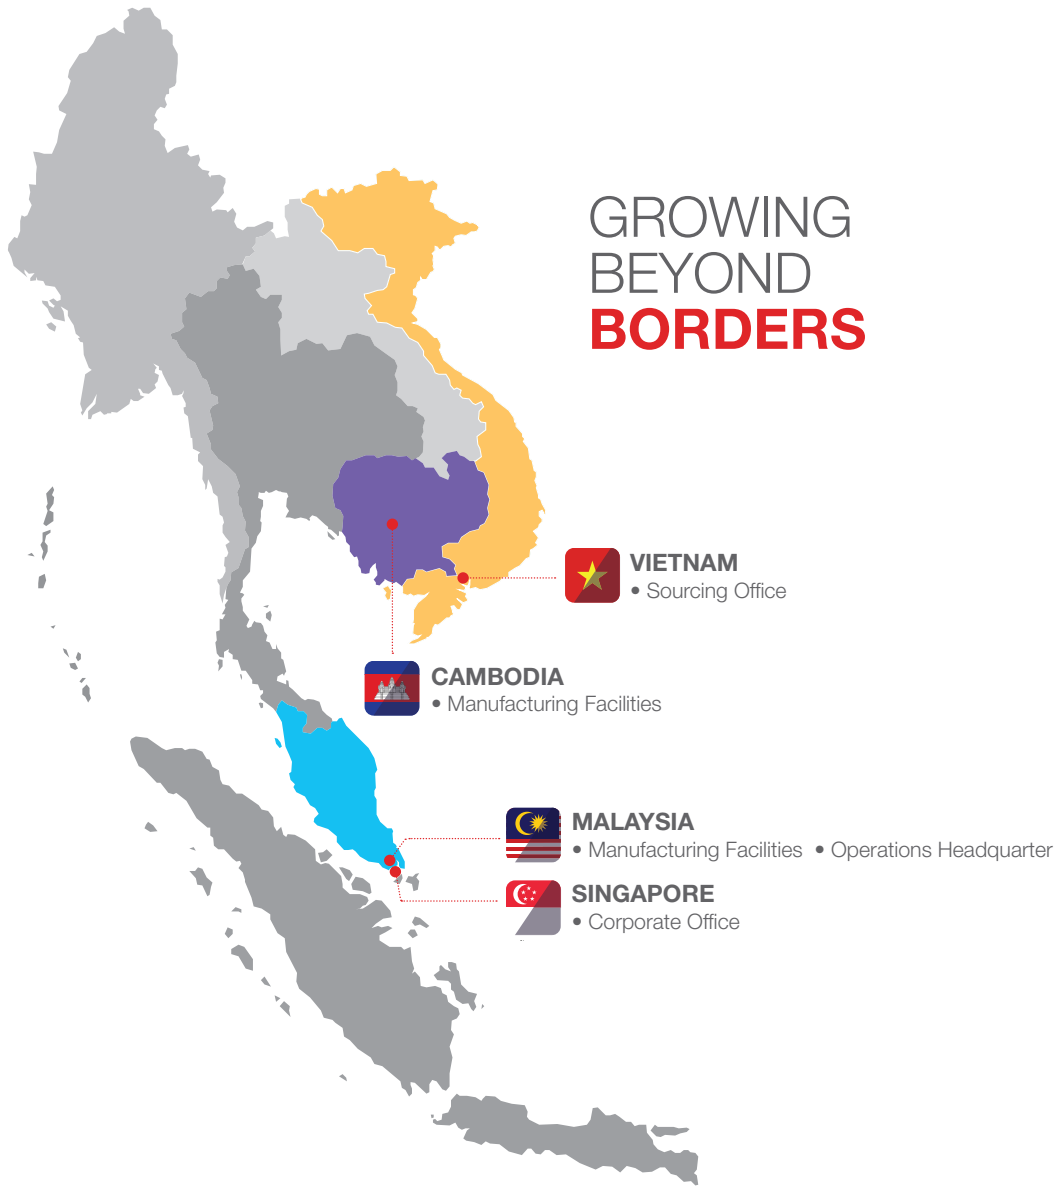 GROWING
BEYOND
BORDERS
VIETNAM
• Sourcing Office
CAMBODIA
• Manufacturing Facilities
MALAYSIA
• Manufacturing Facilities • Operations Headquarter
SINGAPORE
• Corporate Office